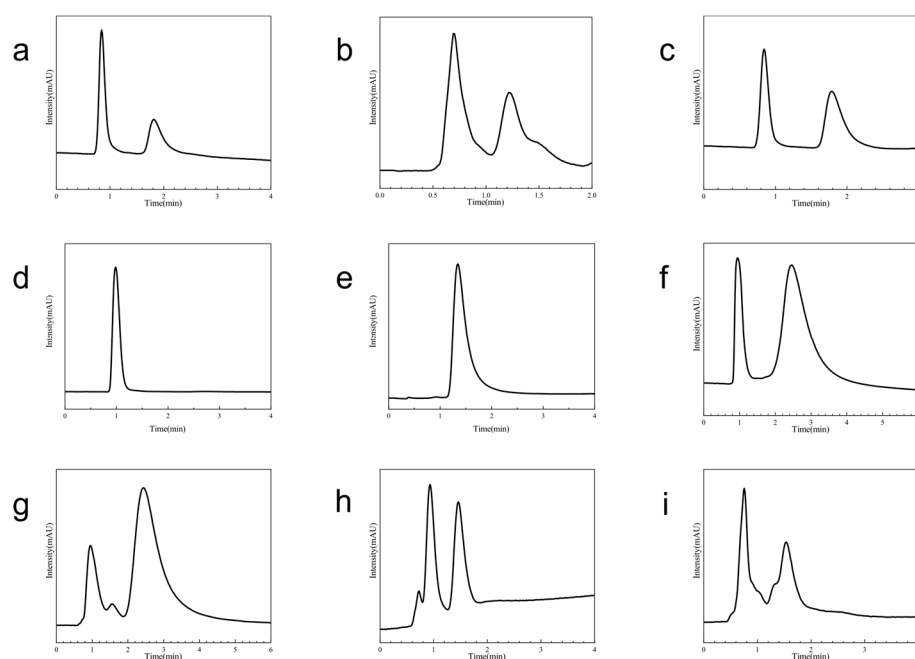 a
Intensity(mAU)
0 1 2 3 4
Time(min)
b
Intensity(mAU)
0.0 0.5 1.0 1.5 2.0
Time(min)
c
Intensity(mAU)
0 1 2
Time(min)
d
Intensity(mAU)
0 1 2 3 4
Time(min)
e
Intensity(mAU)
0 1 2 3 4
Time(min)
f
Intensity(mAU)
0 1 2 3 4 5
Time(min)
g
Intensity(mAU)
0 1 2 3 4 5 6
Time(min)
h
Intensity(mAU)
0 1 2 3 4
Time(min)
i
Intensity(mAU)
0 1 2 3
Time(min)